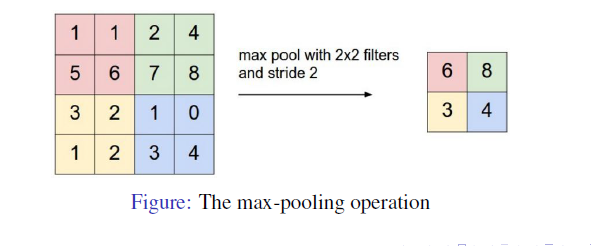 1 1 2 4
max pool with 2x2 filters
and stride 2
5 6 7 8
6 8
3 2 1 0
3 4
1 2 3 4
Figure: The max-pooling operation